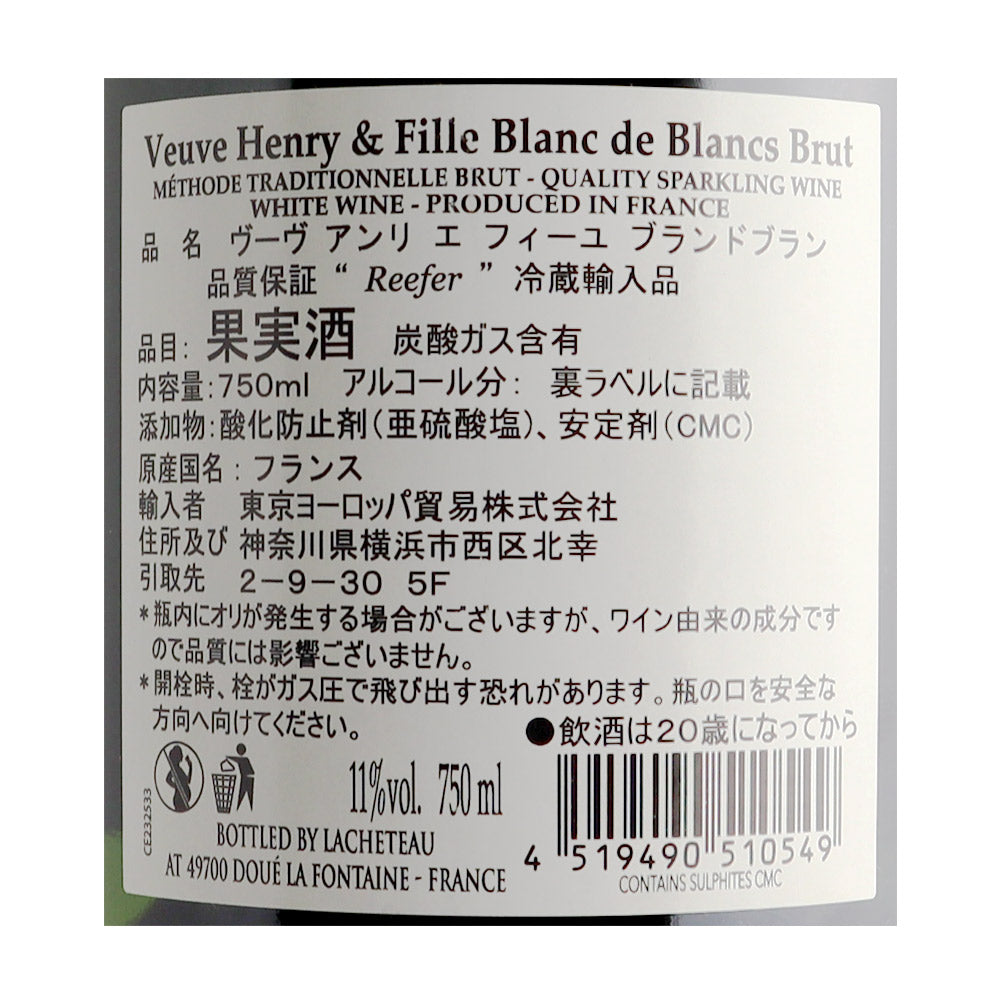 Veuve Henry & Fille Blanc de Blancs Brut
MÉTHODE TRADITIONNELLE BRUT - QUALITY SPARKLING WINE
WHITE WINE - PRODUCED IN FRANCE
品 名 ヴーヴ アンリ エ フィーユ ブランドブラン
品質保証 “ Reefer ” 冷蔵輸入品
品目: 果実酒 炭酸ガス含有
内容量:750ml アルコール分: 裏ラベルに記載
添加物:酸化防止剤(亜硫酸塩)、安定剤(CMC)
原産国名:フランス
輸入者 東京ヨーロッパ貿易株式会社
住所及び 神奈川県横浜市西区北幸
引取先 2-9-30 5F
*瓶内にオリが発生する場合がございますが、ワイン由来の成分です
ので品質には影響ございません。
*開栓時、栓がガス圧で飛び出す恐れがあります。瓶の口を安全な
方向へ向けてください。
●飲酒は20歳になってから
CE232533
11%vol. 750 ml
BOTTLED BY LACHETEAU
AT 49700 DOUÉ LA FONTAINE - FRANCE
4 519490 510549
CONTAINS SULPHITES CMC